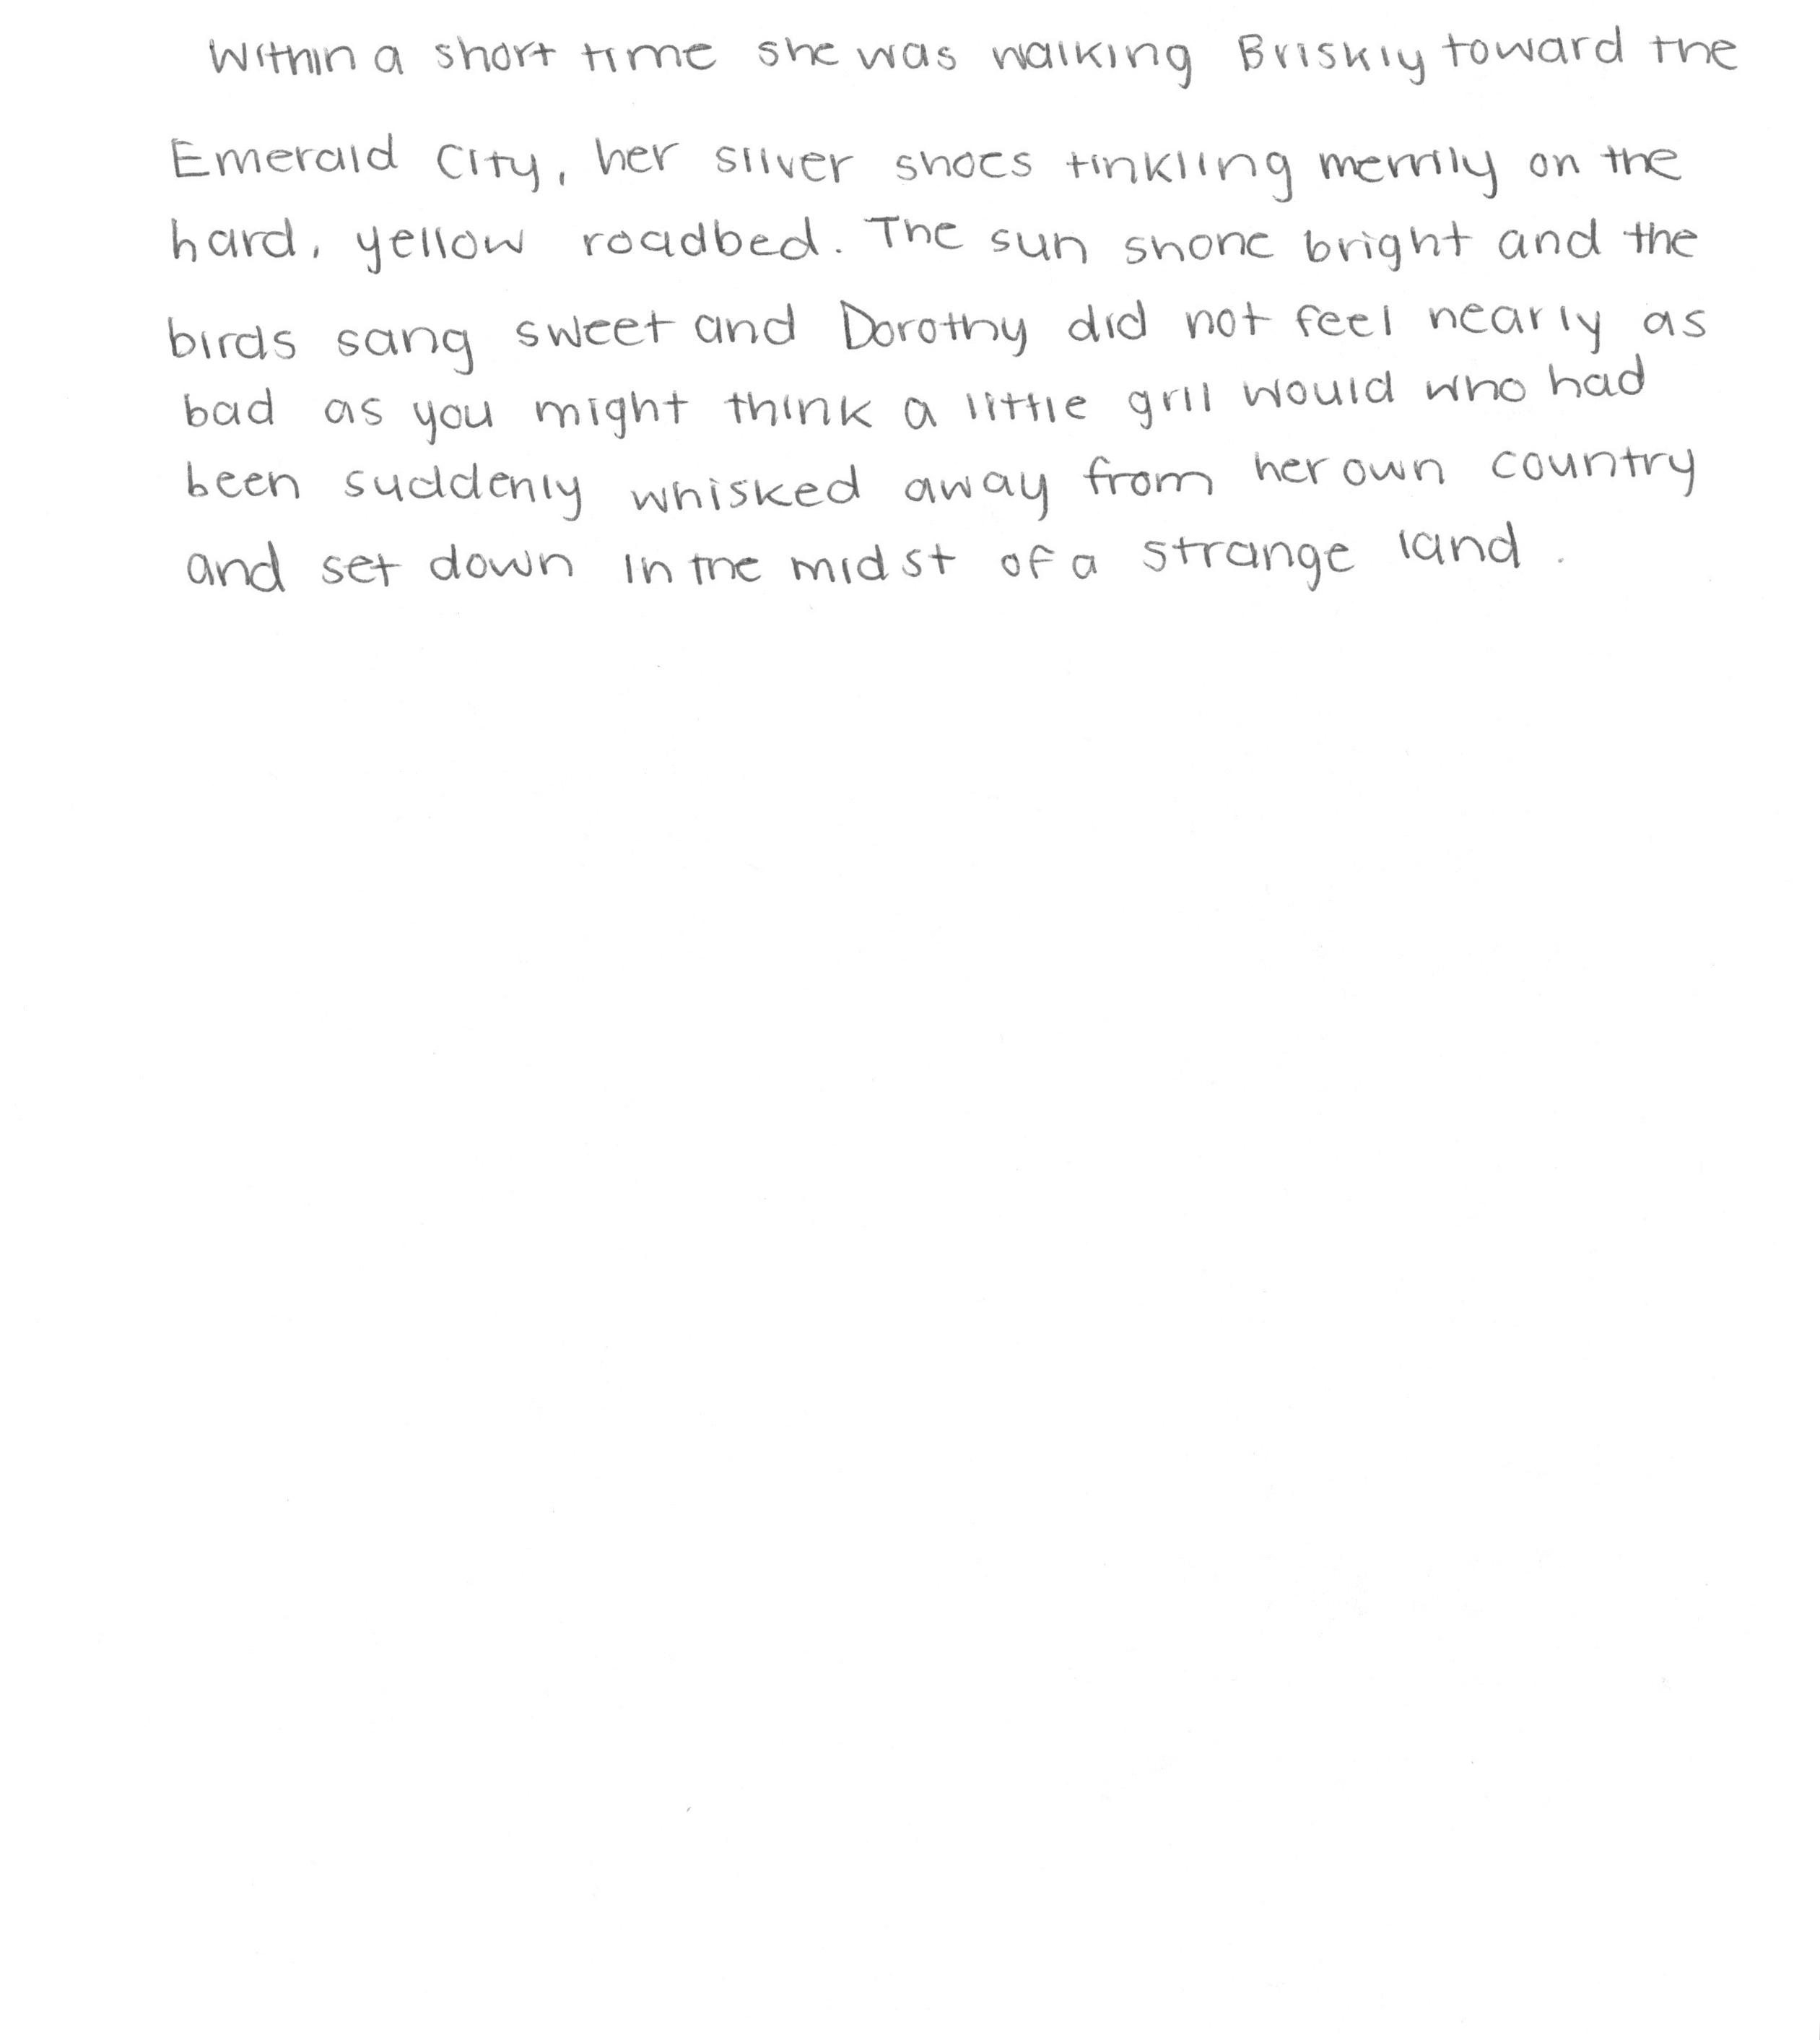 Within a short time she was walking Briskly toward the
Emerald City, her silver shoes tinkling merrily on the
hard, yellow roadbed. The sun shone bright and the
birds sang sweet and Dorothy did not feel nearly as
bad as you might think a little gril would who had
been suddenly whisked away from her own country
and set down in the midst of a strange land.